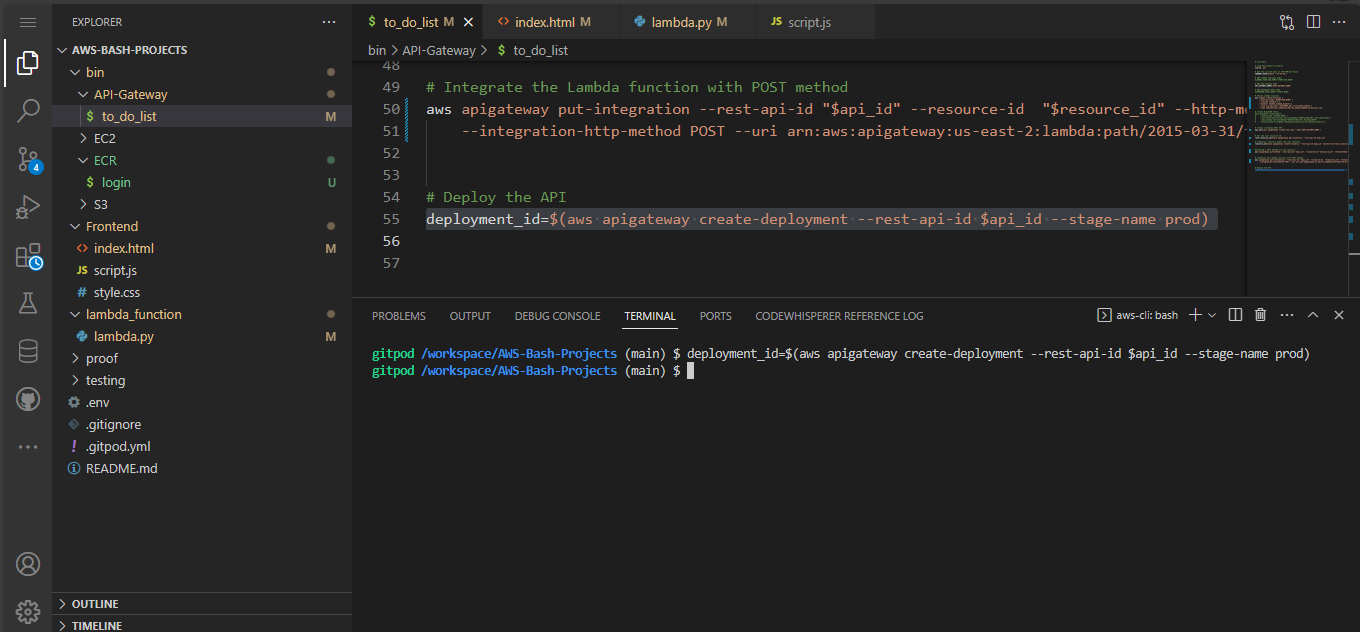 EXPLORER
AWS-BASH-PROJECTS
bin
API-Gateway
$ to_do_list M
EC2
ECR
$ login U
S3
Frontend
<> index.html M
JS script.js
# style.css
lambda_function
lambda.py M
proof
testing
.env
.gitignore
! .gitpod.yml
README.md
OUTLINE
TIMELINE
4
$ to_do_list M
<> index.html M
lambda.py M
JS script.js
bin > API-Gateway > $ to_do_list
48
49 # Integrate the Lambda function with POST method
50 aws apigateway put-integration --rest-api-id "$api_id" --resource-id "$resource_id" --http-m
51 --integration-http-method POST --uri arn:aws:apigateway:us-east-2:lambda:path/2015-03-31/
52
53
54 # Deploy the API
55 deployment_id=$(aws apigateway create-deployment --rest-api-id $api_id --stage-name prod)
56
57
PROBLEMS OUTPUT DEBUG CONSOLE TERMINAL PORTS CODEWHISPERER REFERENCE LOG
aws-cli: bash
gitpod /workspace/AWS-Bash-Projects (main) $ deployment_id=$(aws apigateway create-deployment --rest-api-id $api_id --stage-name prod)
gitpod /workspace/AWS-Bash-Projects (main) $